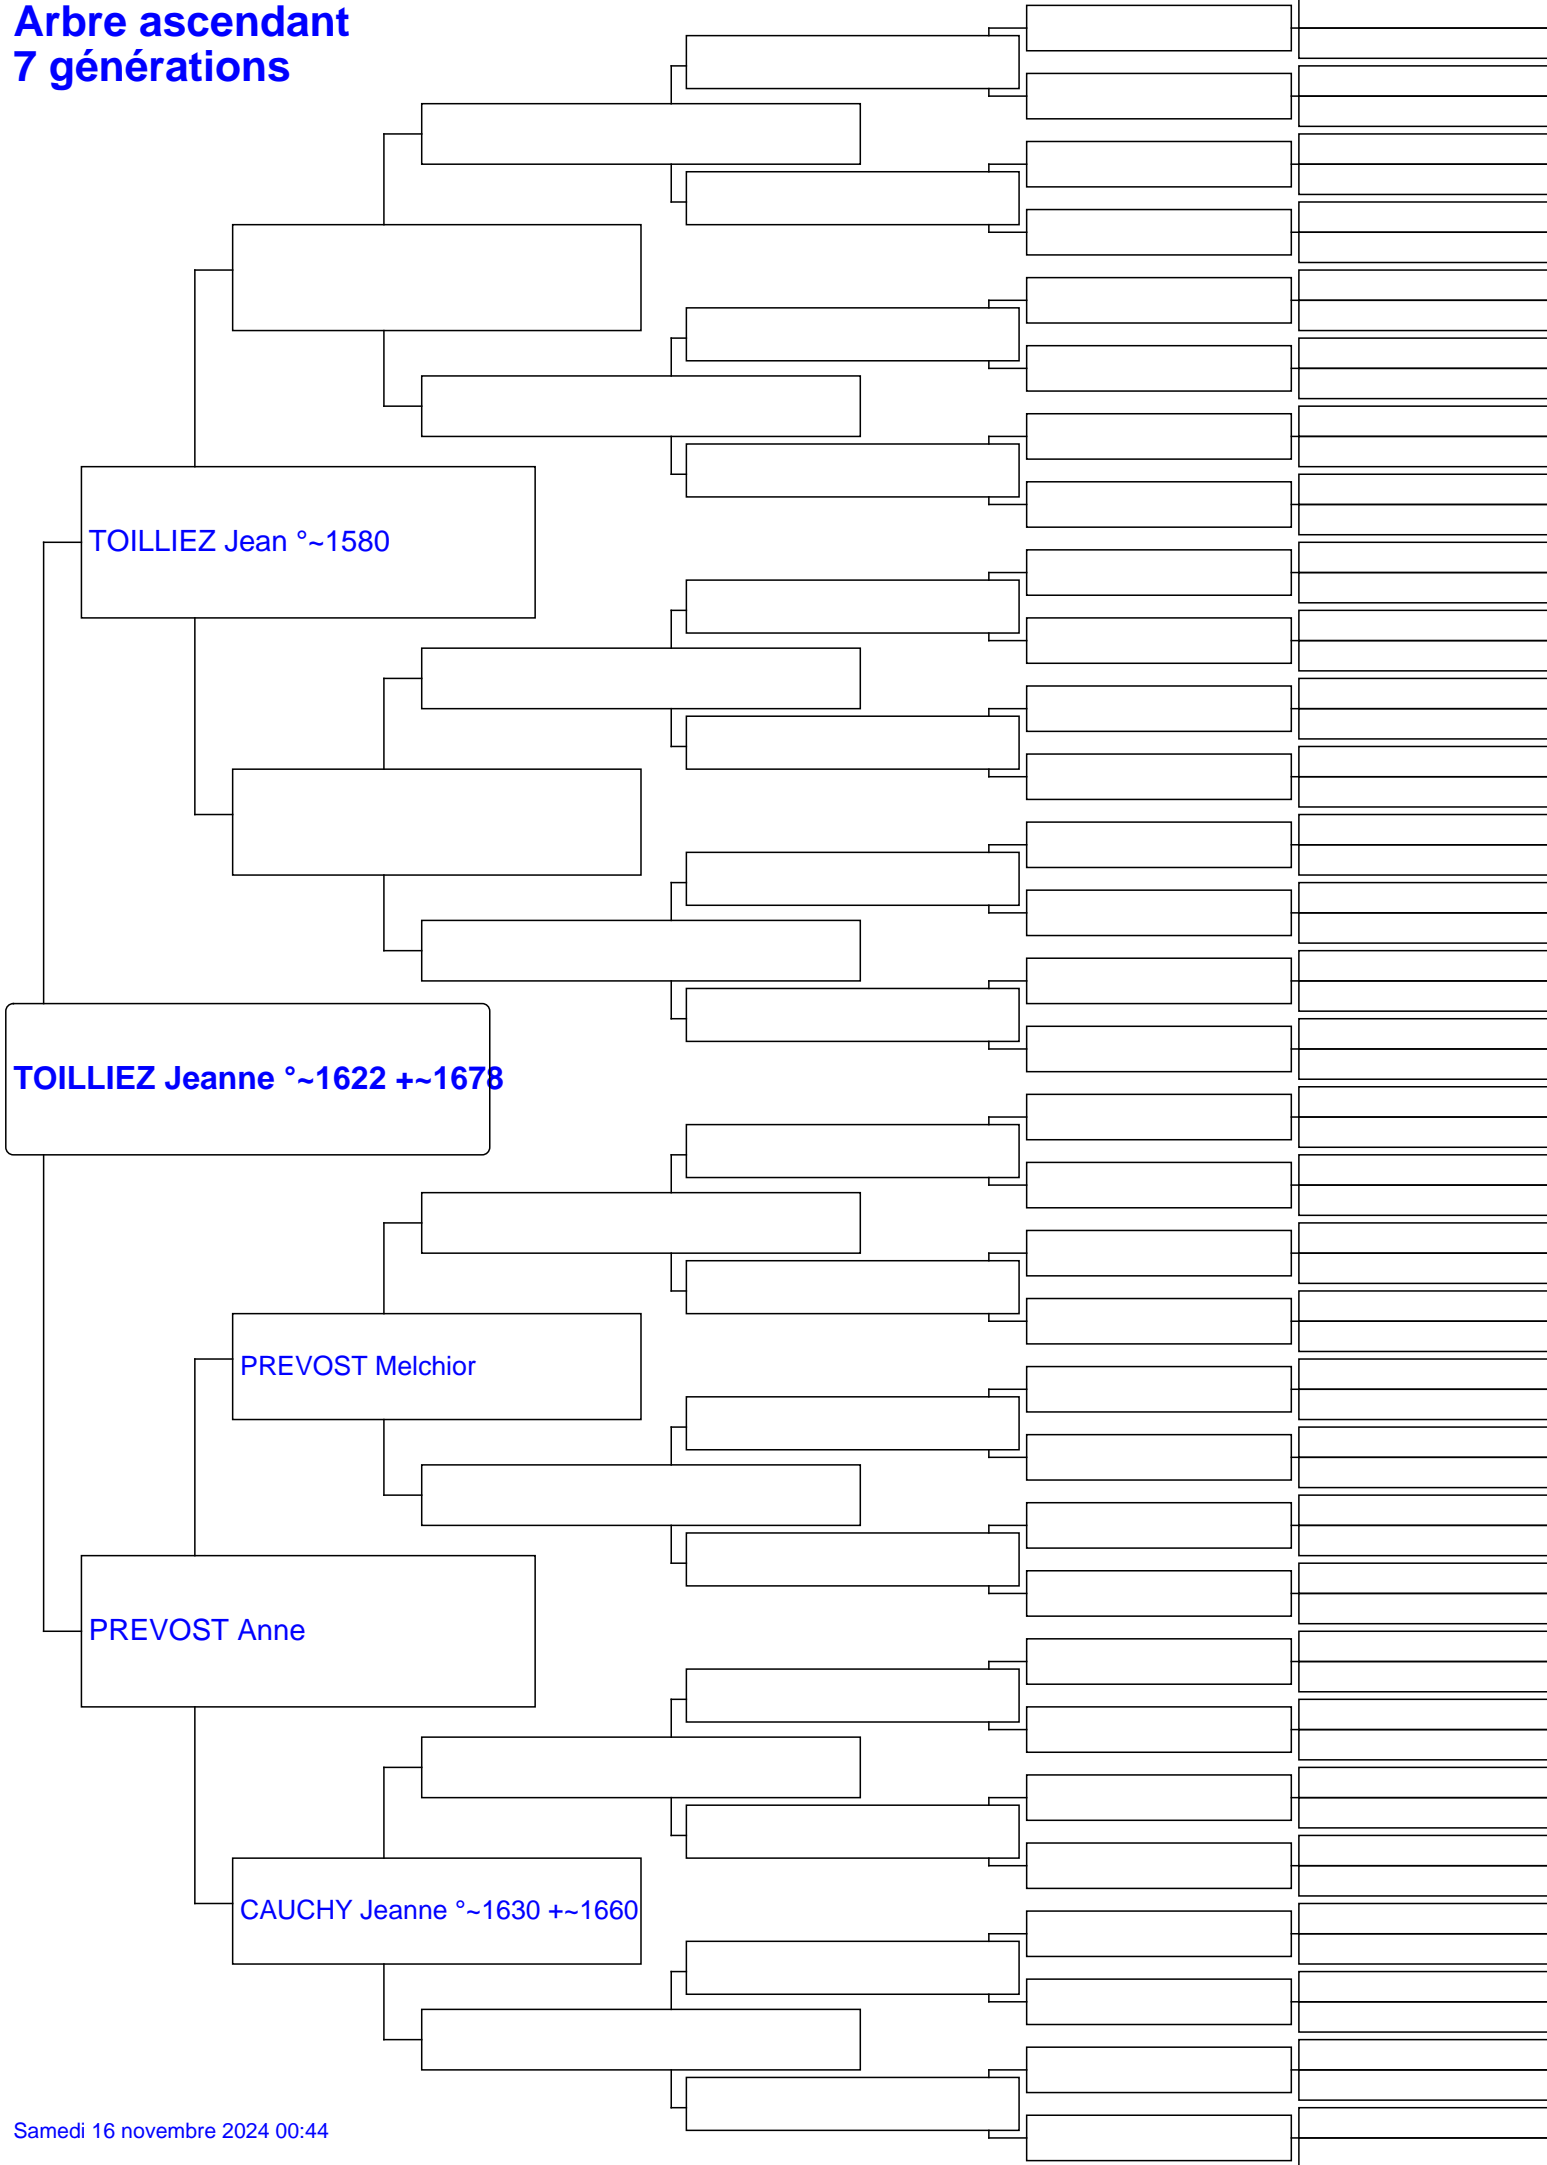 Arbre ascendant
7 générations
TOILLIEZ Jean °~1580
TOILLIEZ Jeanne °~1622 +~1678
PREVOST Melchior
PREVOST Anne
CAUCHY Jeanne °~1630 +~1660
Samedi 16 novembre 2024 00:44